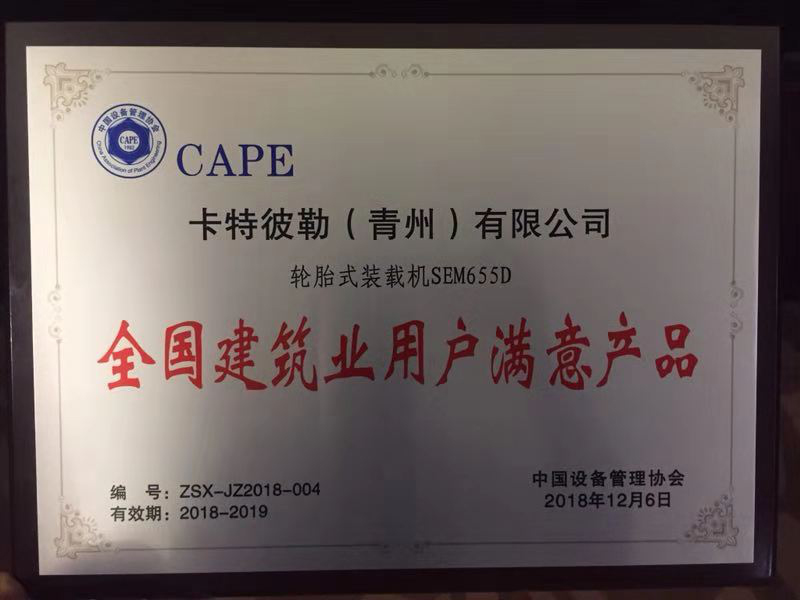 中国设备管理协会
CAPE
1982
China Association of Plant Engineering
CAPE
卡特彼勒（青州）有限公司
轮胎式装载机SEM655D
全国建筑业用户满意产品
编 号：ZSX-JZ2018-004
有效期：2018-2019
中国设备管理协会
2018年12月6日